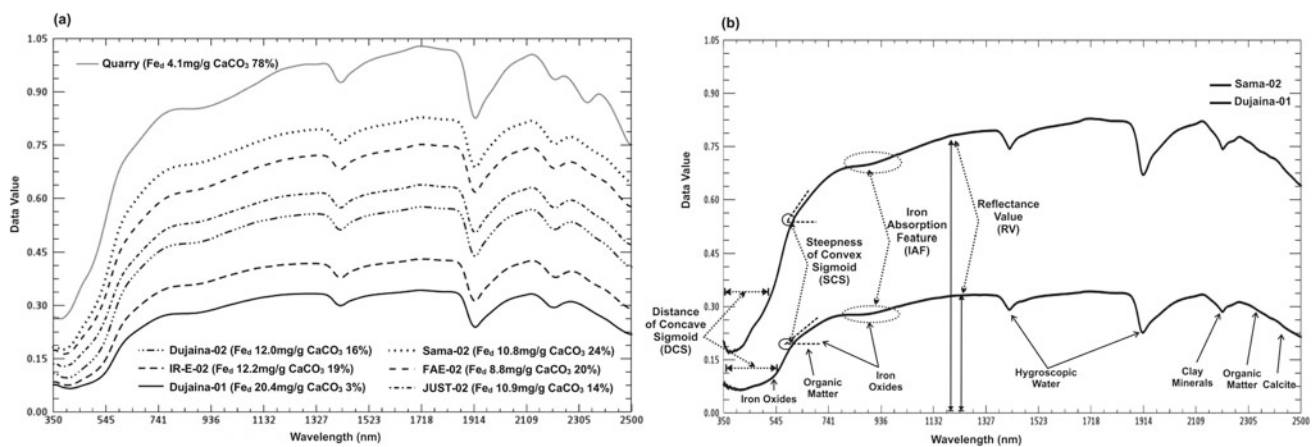 (a)
1.05
0.90
0.75
0.60
0.45
0.30
0.15
0.00
Data Value
Quarry (Fed 4.1mg/g CaCO3 78%)
Dujaina-02 (Fed 12.0mg/g CaCO3 16%)
IR-E-02 (Fed 12.2mg/g CaCO3 19%)
Dujaina-01 (Fed 20.4mg/g CaCO3 3%)
Sama-02 (Fed 10.8mg/g CaCO3 24%)
FAE-02 (Fed 8.8mg/g CaCO3 20%)
JUST-02 (Fed 10.9mg/g CaCO3 14%)
350 545 741 936 1132 1327 1523 1718 1914 2109 2305 2500
Wavelength (nm)
(b)
1.05
0.90
0.75
0.60
0.45
0.30
0.15
0.00
Data Value
Sama-02
Dujaina-01
Steepness
of Convex
Sigmoid
(SCS)
Iron
Absorption
Feature
(IAF)
Reflectance
Value
(RV)
Distance
of Concave
Sigmoid
(DCS)
Iron Oxides
Organic
Matter
Iron
Oxides
Hygroscopic
Water
Clay
Minerals
Organic
Matter
Calcite
350 545 741 936 1132 1327 1523 1718 1914 2109 2305 2500
Wavelength (nm)